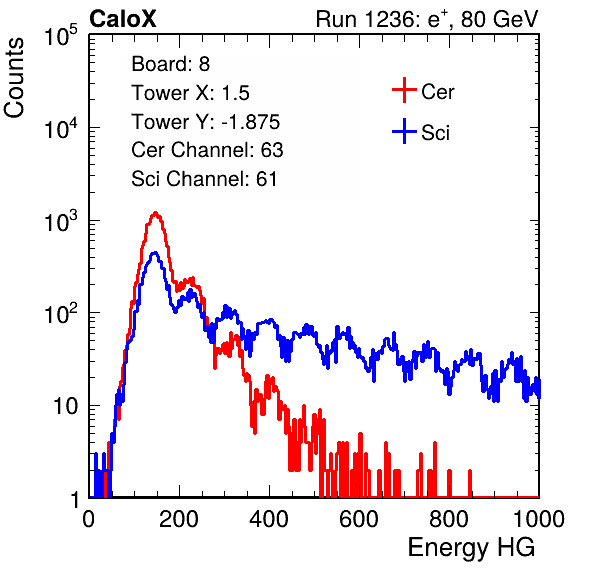 CaloX Run 1236: e⁺, 80 GeV
Counts
10⁵
10⁴
10³
10²
10
1
Board: 8
Tower X: 1.5
Tower Y: -1.875
Cer Channel: 63
Sci Channel: 61
Cer
Sci
0 200 400 600 800 1000
Energy HG